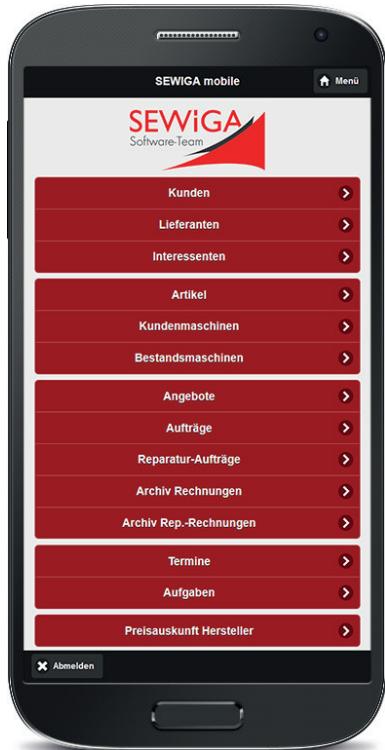 SEWIGA mobile
Menü
SEWiGA
Software-Team
Kunden
Lieferanten
Interessenten
Artikel
Kundenmaschinen
Bestandsmaschinen
Angebote
Aufträge
Reparatur-Aufträge
Archiv Rechnungen
Archiv Rep.-Rechnungen
Termine
Aufgaben
Preisauskunft Hersteller
Abmelden